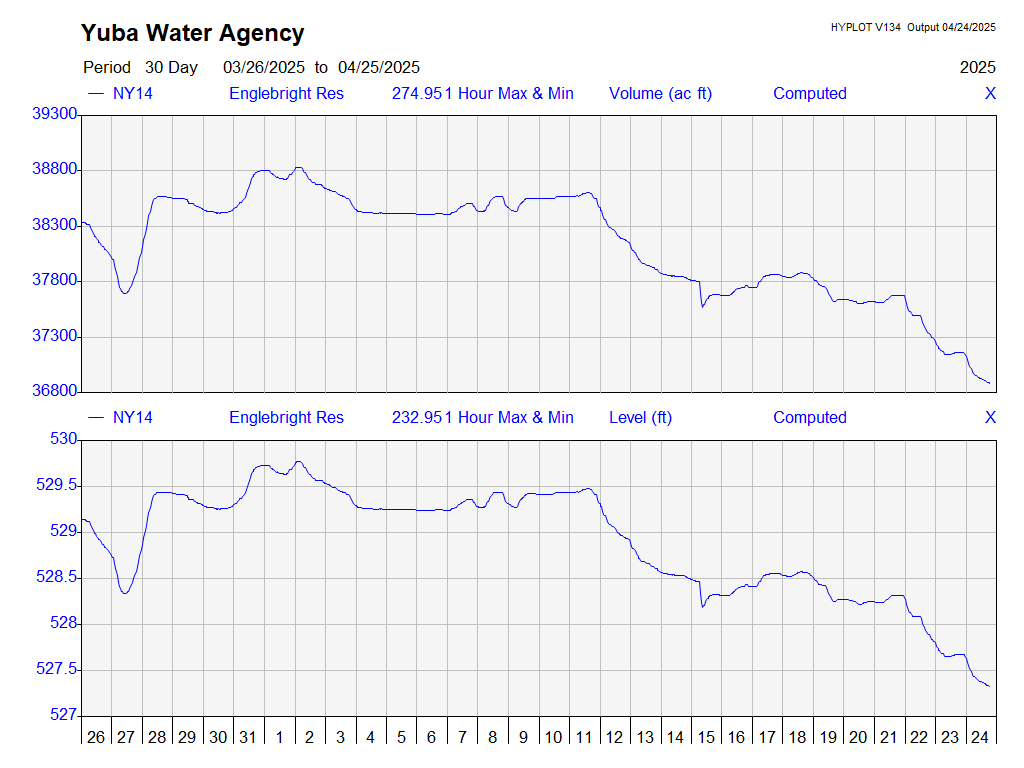 Yuba Water Agency
HYPLOT V134 Output 04/24/2025
Period 30 Day 03/26/2025 to 04/25/2025 2025
NY14 Englebright Res 274.951 Hour Max & Min Volume (ac ft) Computed X
39300
38800
38300
37800
37300
36800
NY14 Englebright Res 232.951 Hour Max & Min Level (ft) Computed X
530
529.5
529
528.5
528
527.5
527
26 27 28 29 30 31 1 2 3 4 5 6 7 8 9 10 11 12 13 14 15 16 17 18 19 20 21 22 23 24